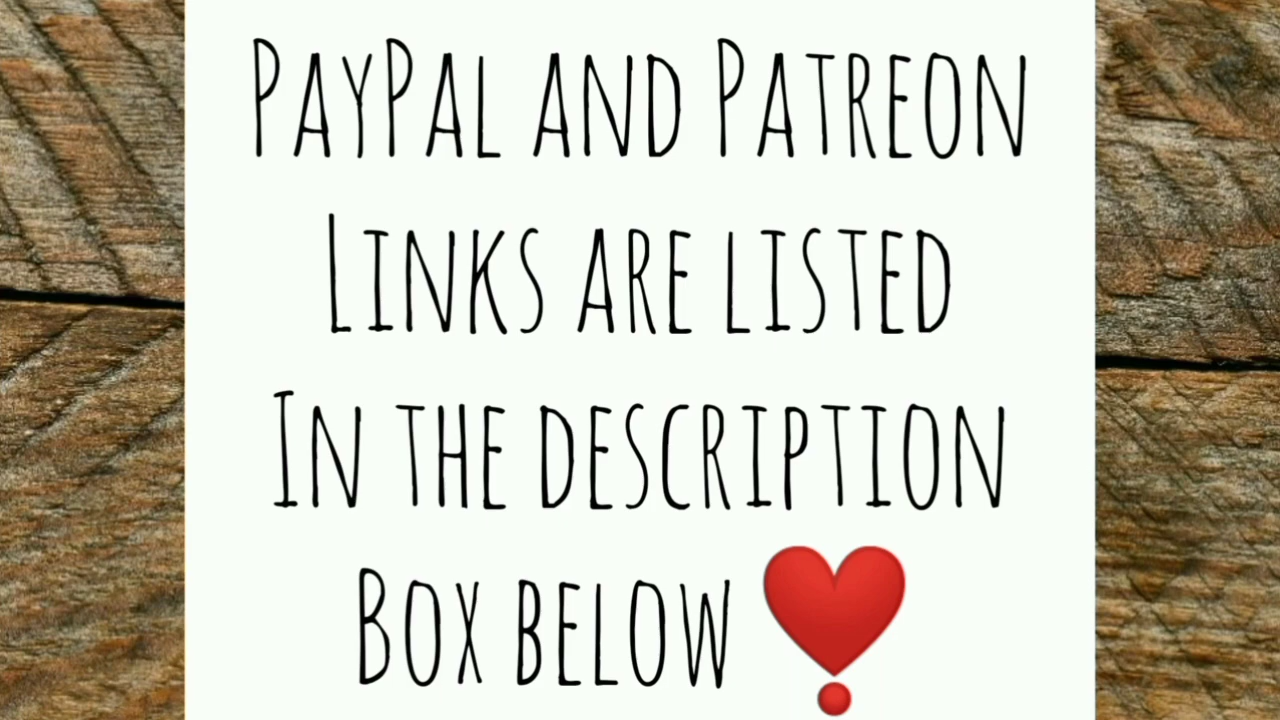 PayPal and Patreon
Links are listed
In the description
Box below ❣️